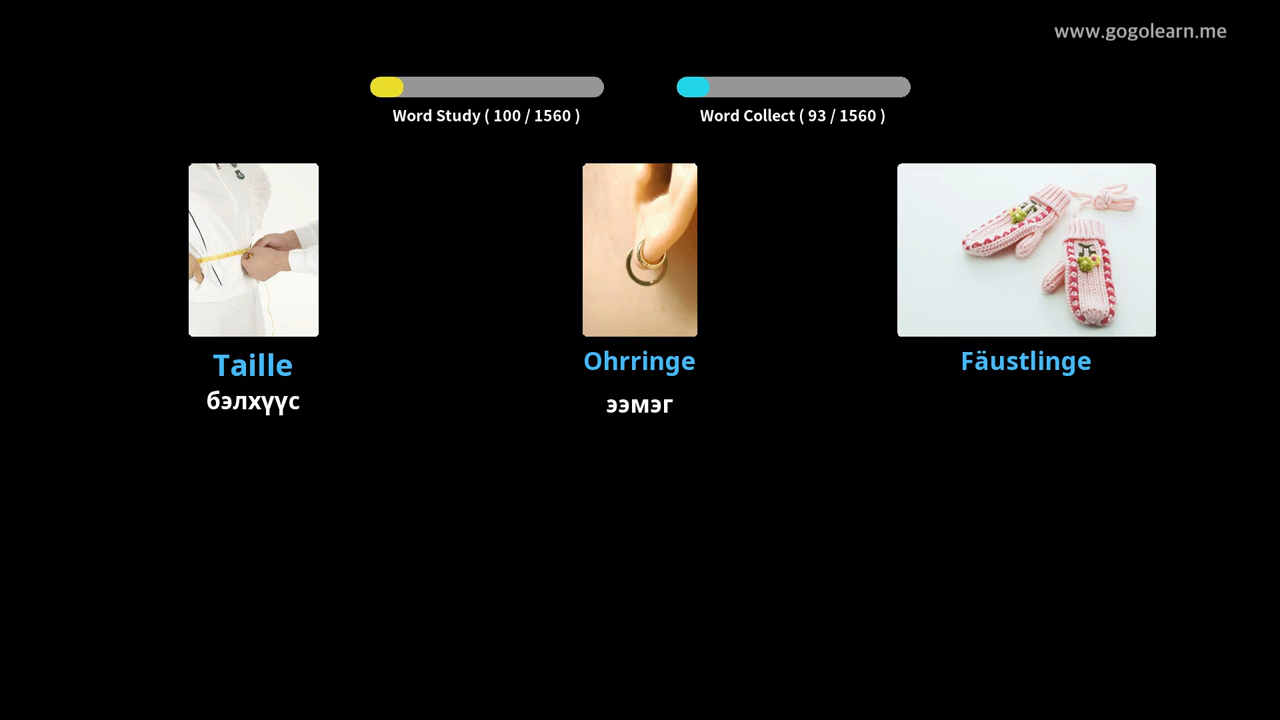 www.gogolearn.me
Word Study ( 100 / 1560 )
Word Collect ( 93 / 1560 )
Taille
Ohrringe
Fäustlinge
бэлхүүс
ээмэг